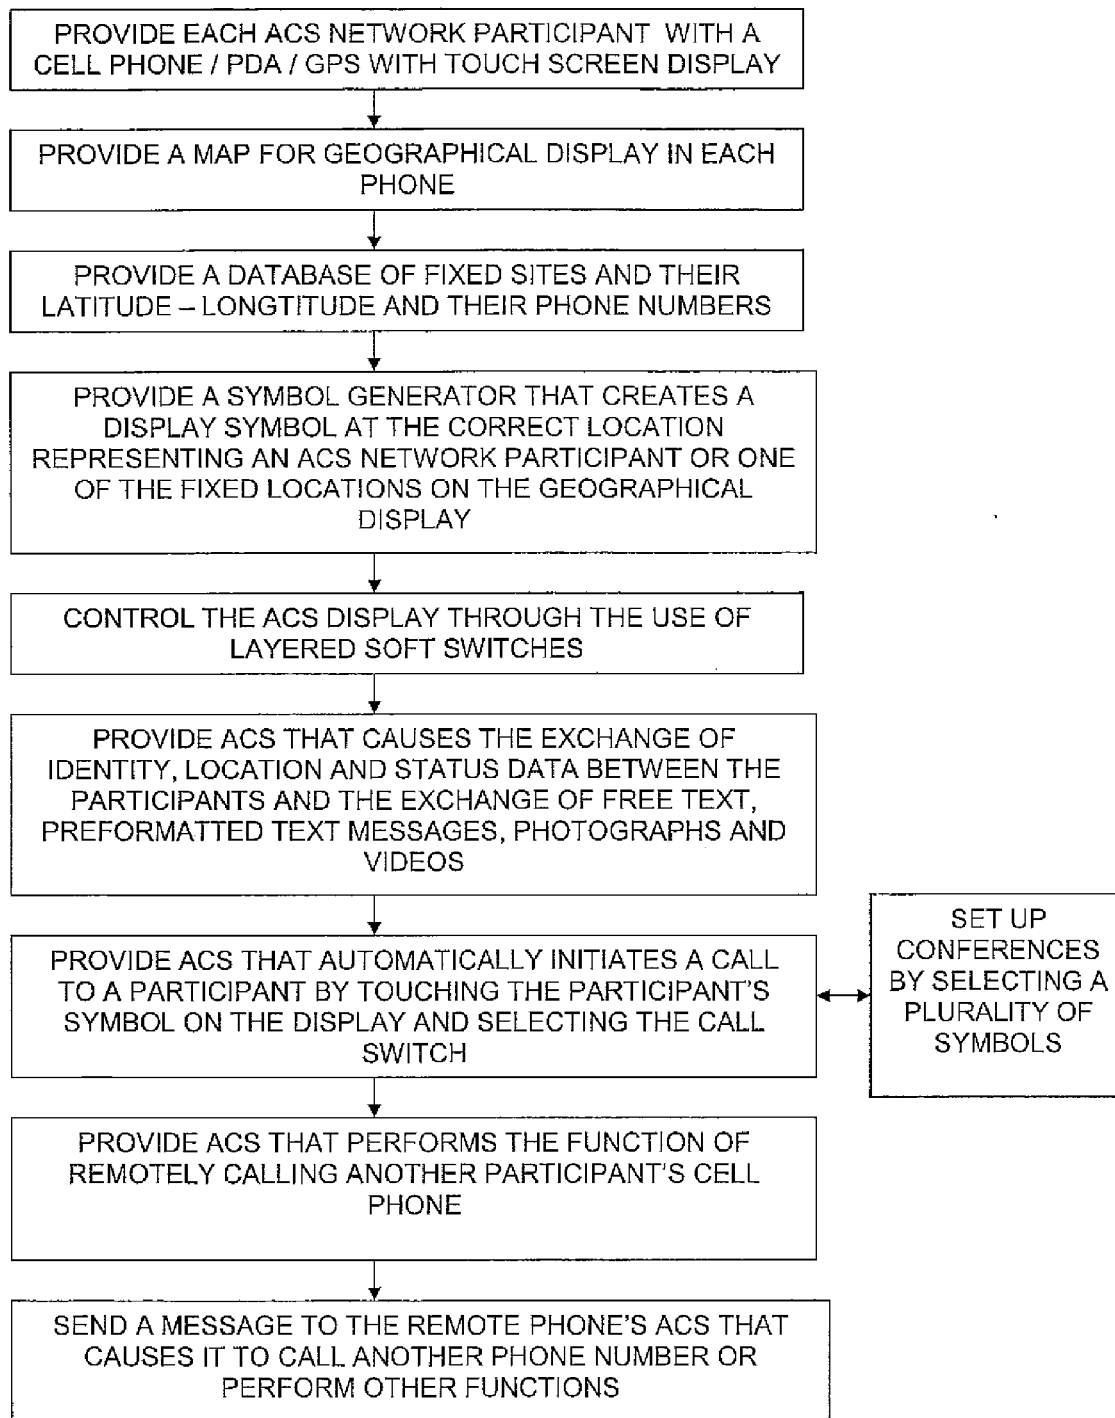 PROVIDE EACH ACS NETWORK PARTICIPANT WITH A
CELL PHONE / PDA / GPS WITH TOUCH SCREEN DISPLAY
PROVIDE A MAP FOR GEOGRAPHICAL DISPLAY IN EACH
PHONE
PROVIDE A DATABASE OF FIXED SITES AND THEIR
LATITUDE – LONGTITUDE AND THEIR PHONE NUMBERS
PROVIDE A SYMBOL GENERATOR THAT CREATES A
DISPLAY SYMBOL AT THE CORRECT LOCATION
REPRESENTING AN ACS NETWORK PARTICIPANT OR ONE
OF THE FIXED LOCATIONS ON THE GEOGRAPHICAL
DISPLAY
CONTROL THE ACS DISPLAY THROUGH THE USE OF
LAYERED SOFT SWITCHES
PROVIDE ACS THAT CAUSES THE EXCHANGE OF
IDENTITY, LOCATION AND STATUS DATA BETWEEN THE
PARTICIPANTS AND THE EXCHANGE OF FREE TEXT,
PREFORMATTED TEXT MESSAGES, PHOTOGRAPHS AND
VIDEOS
PROVIDE ACS THAT AUTOMATICALLY INITIATES A CALL
TO A PARTICIPANT BY TOUCHING THE PARTICIPANT'S
SYMBOL ON THE DISPLAY AND SELECTING THE CALL
SWITCH
SET UP
CONFERENCES
BY SELECTING A
PLURALITY OF
SYMBOLS
PROVIDE ACS THAT PERFORMS THE FUNCTION OF
REMOTELY CALLING ANOTHER PARTICIPANT'S CELL
PHONE
SEND A MESSAGE TO THE REMOTE PHONE'S ACS THAT
CAUSES IT TO CALL ANOTHER PHONE NUMBER OR
PERFORM OTHER FUNCTIONS